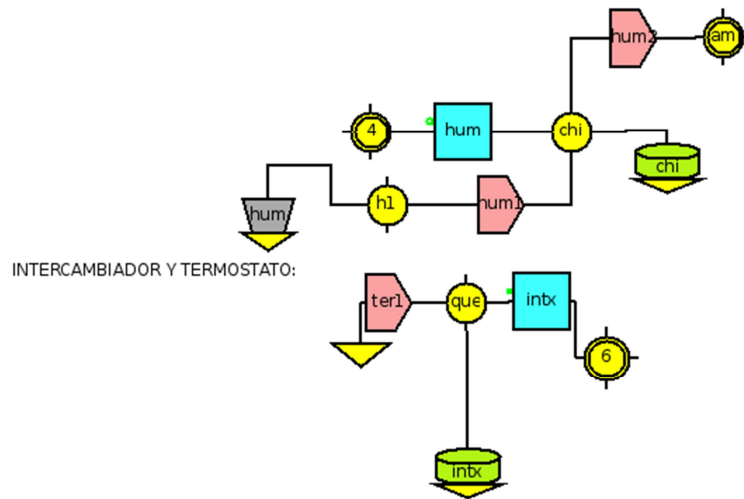 hum2
am
4
hum
chi
chi
hum
h1
hum1
INTERCAMBIADOR Y TERMOSTATO:
ter1
que
intx
6
intx